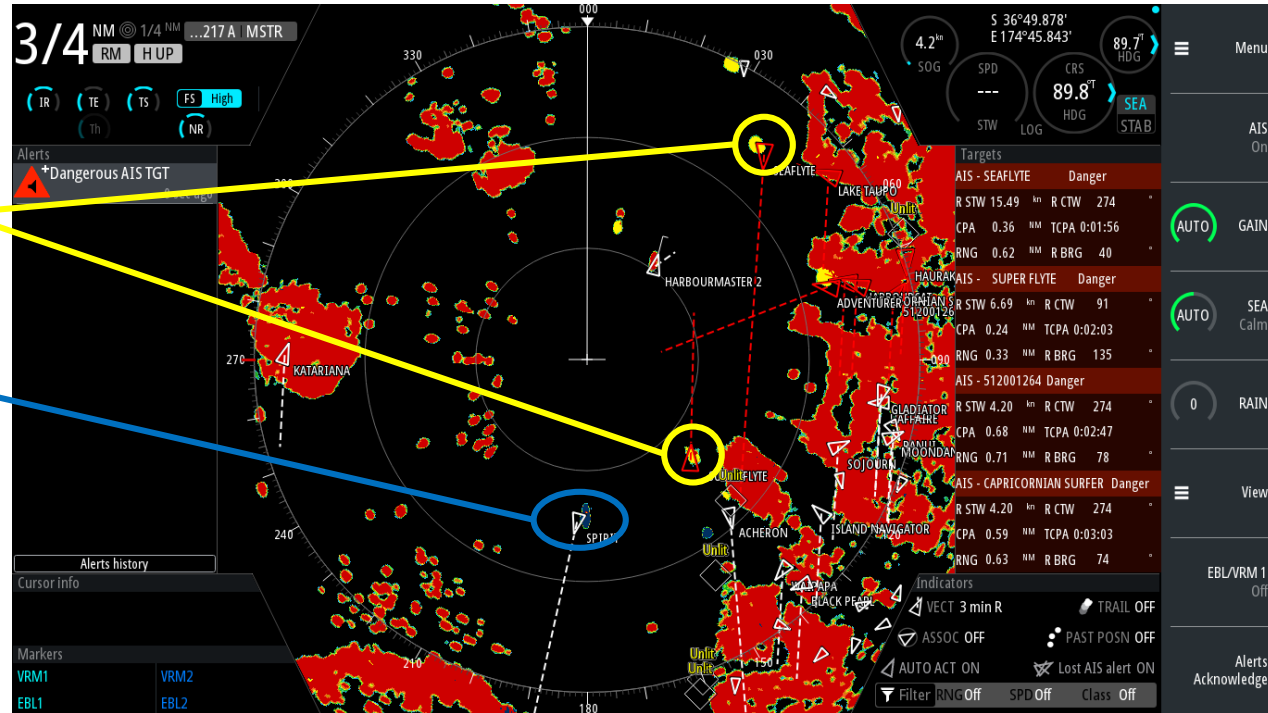 3/4 NM 1/4 NM ...217 A MSTR
RM H UP
IR TE TS FS High
Th NR
Alerts
+Dangerous AIS TGT
Alerts history
Cursor info
Markers
VRM1 VRM2
EBL1 EBL2
000
330
030
300
060
270
090
240
120
210
150
180
LAKE TAUPO
Unlit
HARBOURMASTER 2
HAURAK
ADVENTURER
51200126
KATARIANA
GLADIATOR
SOJOURN
MOONDAN
Unlit
ACHERON
ISLAND NAVIGATOR
Unlit
BLACK PEARL
Unlit
Unlit
4.2 kn
SOG
S 36°49.878'
E 174°45.843'
89.7 °T
HDG
SPD
---
STW
LOG
CRS
89.8 °T
HDG
SEA
STAB
Targets
AIS - SEAFLYTE Danger
R STW 15.49 kn R CTW 274 °
CPA 0.36 NM TCPA 0:01:56
RNG 0.62 NM R BRG 40 °
AIS - SUPER FLYTE Danger
R STW 6.69 kn R CTW 91 °
CPA 0.24 NM TCPA 0:02:03
RNG 0.33 NM R BRG 135 °
AIS - 512001264 Danger
R STW 4.20 kn R CTW 274 °
CPA 0.68 NM TCPA 0:02:47
RNG 0.71 NM R BRG 78 °
AIS - CAPRICORNIAN SURFER Danger
R STW 4.20 kn R CTW 274 °
CPA 0.59 NM TCPA 0:03:03
RNG 0.63 NM R BRG 74 °
Indicators
VECT 3 min R TRAIL OFF
ASSOC OFF PAST POSN OFF
AUTO ACT ON Lost AIS alert ON
Filter RNG Off SPD Off Class Off
Menu
AIS
On
AUTO GAIN
AUTO SEA
Calm
0 RAIN
View
EBL/VRM 1
Off
Alerts
Acknowledge